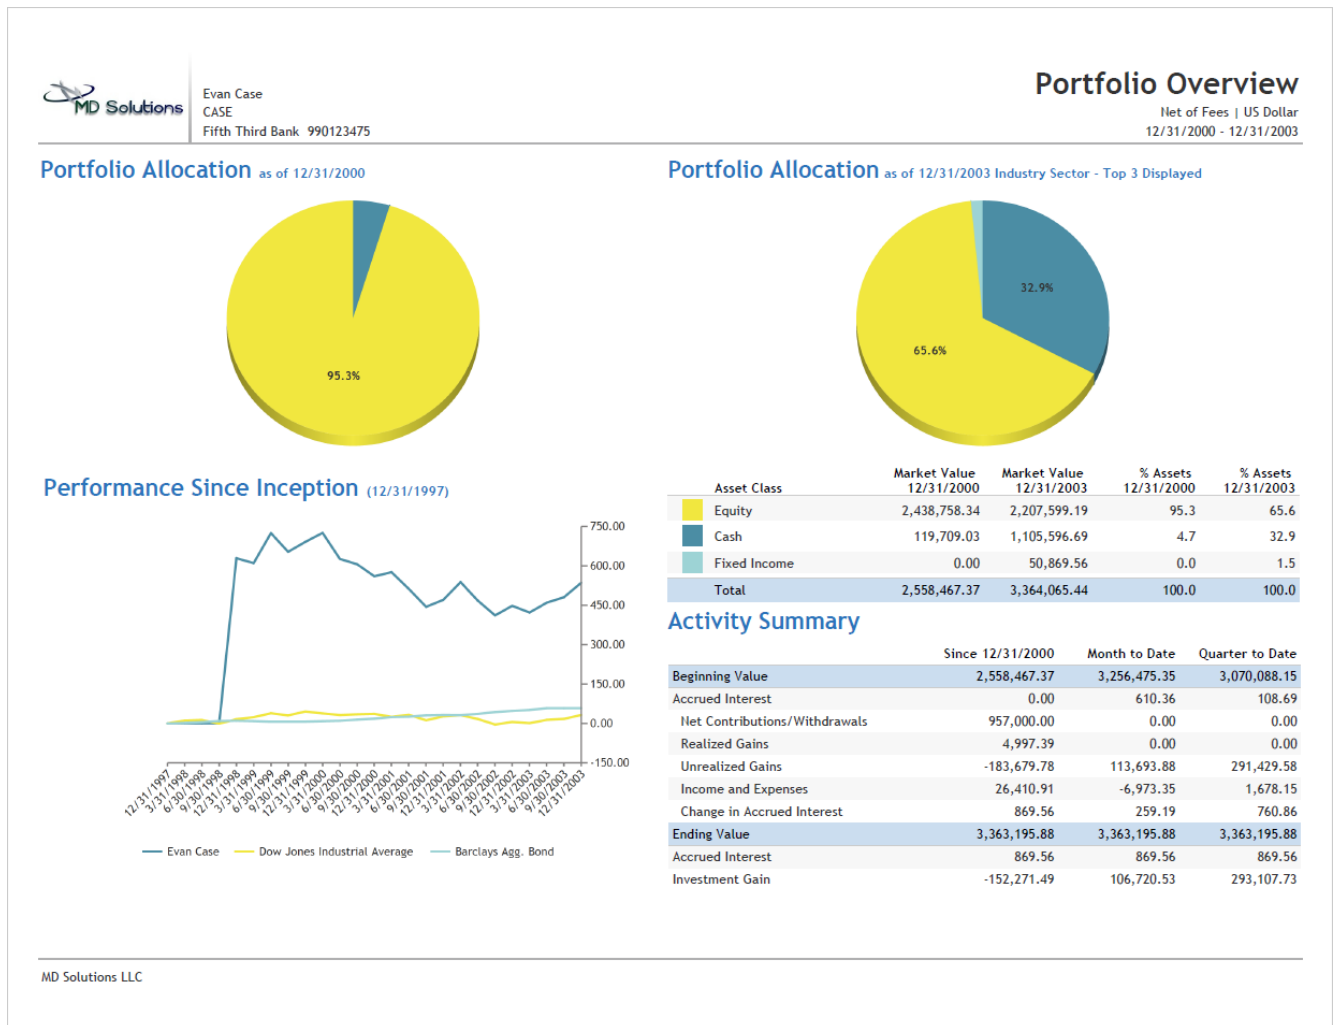 MD Solutions
Evan Case
CASE
Fifth Third Bank 990123475
Portfolio Overview
Net of Fees | US Dollar
12/31/2000 - 12/31/2003
Portfolio Allocation as of 12/31/2000
95.3%
Portfolio Allocation as of 12/31/2003 Industry Sector - Top 3 Displayed
32.9%
65.6%
Performance Since Inception (12/31/1997)
750.00
600.00
450.00
300.00
150.00
0.00
-150.00
12/31/1997
3/31/1998
6/30/1998
9/30/1998
12/31/1998
3/31/1999
6/30/1999
9/30/1999
12/31/1999
3/31/2000
6/30/2000
9/30/2000
12/31/2000
3/31/2001
6/30/2001
9/30/2001
12/31/2001
3/31/2002
6/30/2002
9/30/2002
12/31/2002
3/31/2003
6/30/2003
9/30/2003
12/31/2003
Evan Case Dow Jones Industrial Average Barclays Agg. Bond
Market Value Market Value % Assets % Assets
Asset Class 12/31/2000 12/31/2003 12/31/2000 12/31/2003
Equity 2,438,758.34 2,207,599.19 95.3 65.6
Cash 119,709.03 1,105,596.69 4.7 32.9
Fixed Income 0.00 50,869.56 0.0 1.5
Total 2,558,467.37 3,364,065.44 100.0 100.0
Activity Summary
Since 12/31/2000 Month to Date Quarter to Date
Beginning Value 2,558,467.37 3,256,475.35 3,070,088.15
Accrued Interest 0.00 610.36 108.69
Net Contributions/Withdrawals 957,000.00 0.00 0.00
Realized Gains 4,997.39 0.00 0.00
Unrealized Gains -183,679.78 113,693.88 291,429.58
Income and Expenses 26,410.91 -6,973.35 1,678.15
Change in Accrued Interest 869.56 259.19 760.86
Ending Value 3,363,195.88 3,363,195.88 3,363,195.88
Accrued Interest 869.56 869.56 869.56
Investment Gain -152,271.49 106,720.53 293,107.73
MD Solutions LLC